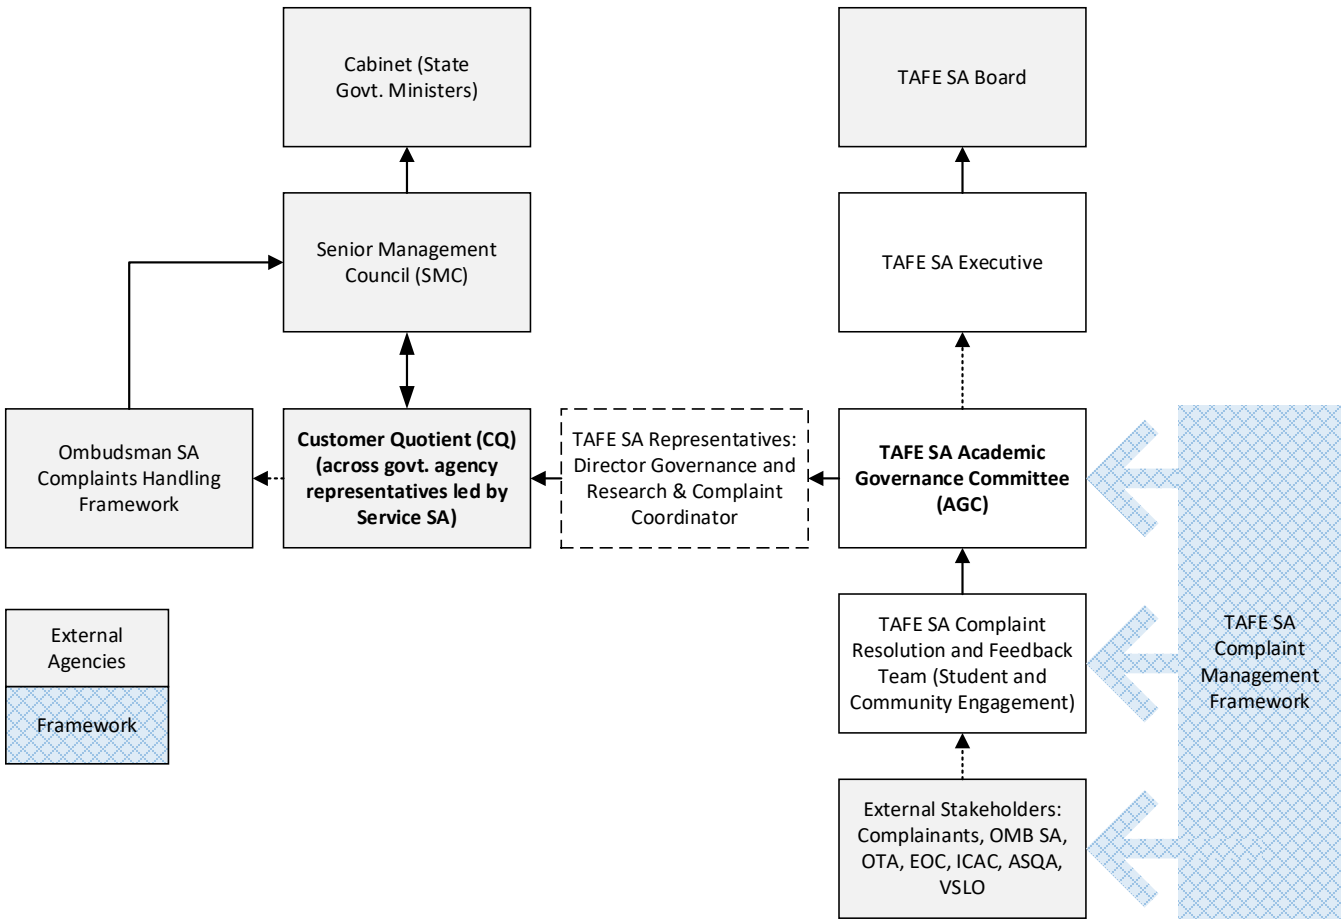 Cabinet (State
Govt. Ministers)
TAFE SA Board
Senior Management
Council (SMC)
TAFE SA Executive
Ombudsman SA
Complaints Handling
Framework
Customer Quotient (CQ)
(across govt. agency
representatives led by
Service SA)
TAFE SA Representatives:
Director Governance and
Research & Complaint
Coordinator
TAFE SA Academic
Governance Committee
(AGC)
External
Agencies
Framework
TAFE SA Complaint
Resolution and Feedback
Team (Student and
Community Engagement)
TAFE SA
Complaint
Management
Framework
External Stakeholders:
Complainants, OMB SA,
OTA, EOC, ICAC, ASQA,
VSLO